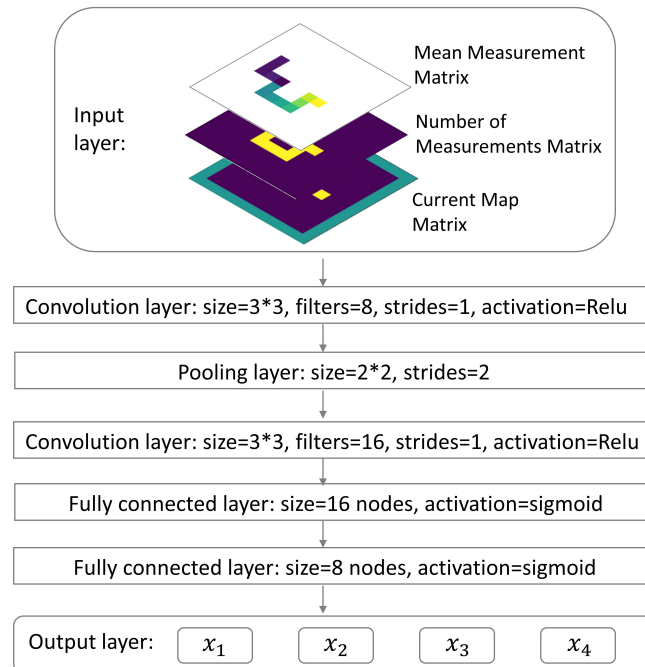 Mean Measurement
Matrix
Input
layer:
Number of
Measurements Matrix
Current Map
Matrix
Convolution layer: size=3*3, filters=8, strides=1, activation=Relu
Pooling layer: size=2*2, strides=2
Convolution layer: size=3*3, filters=16, strides=1, activation=Relu
Fully connected layer: size=16 nodes, activation=sigmoid
Fully connected layer: size=8 nodes, activation=sigmoid
Output layer: x₁ x₂ x₃ x₄